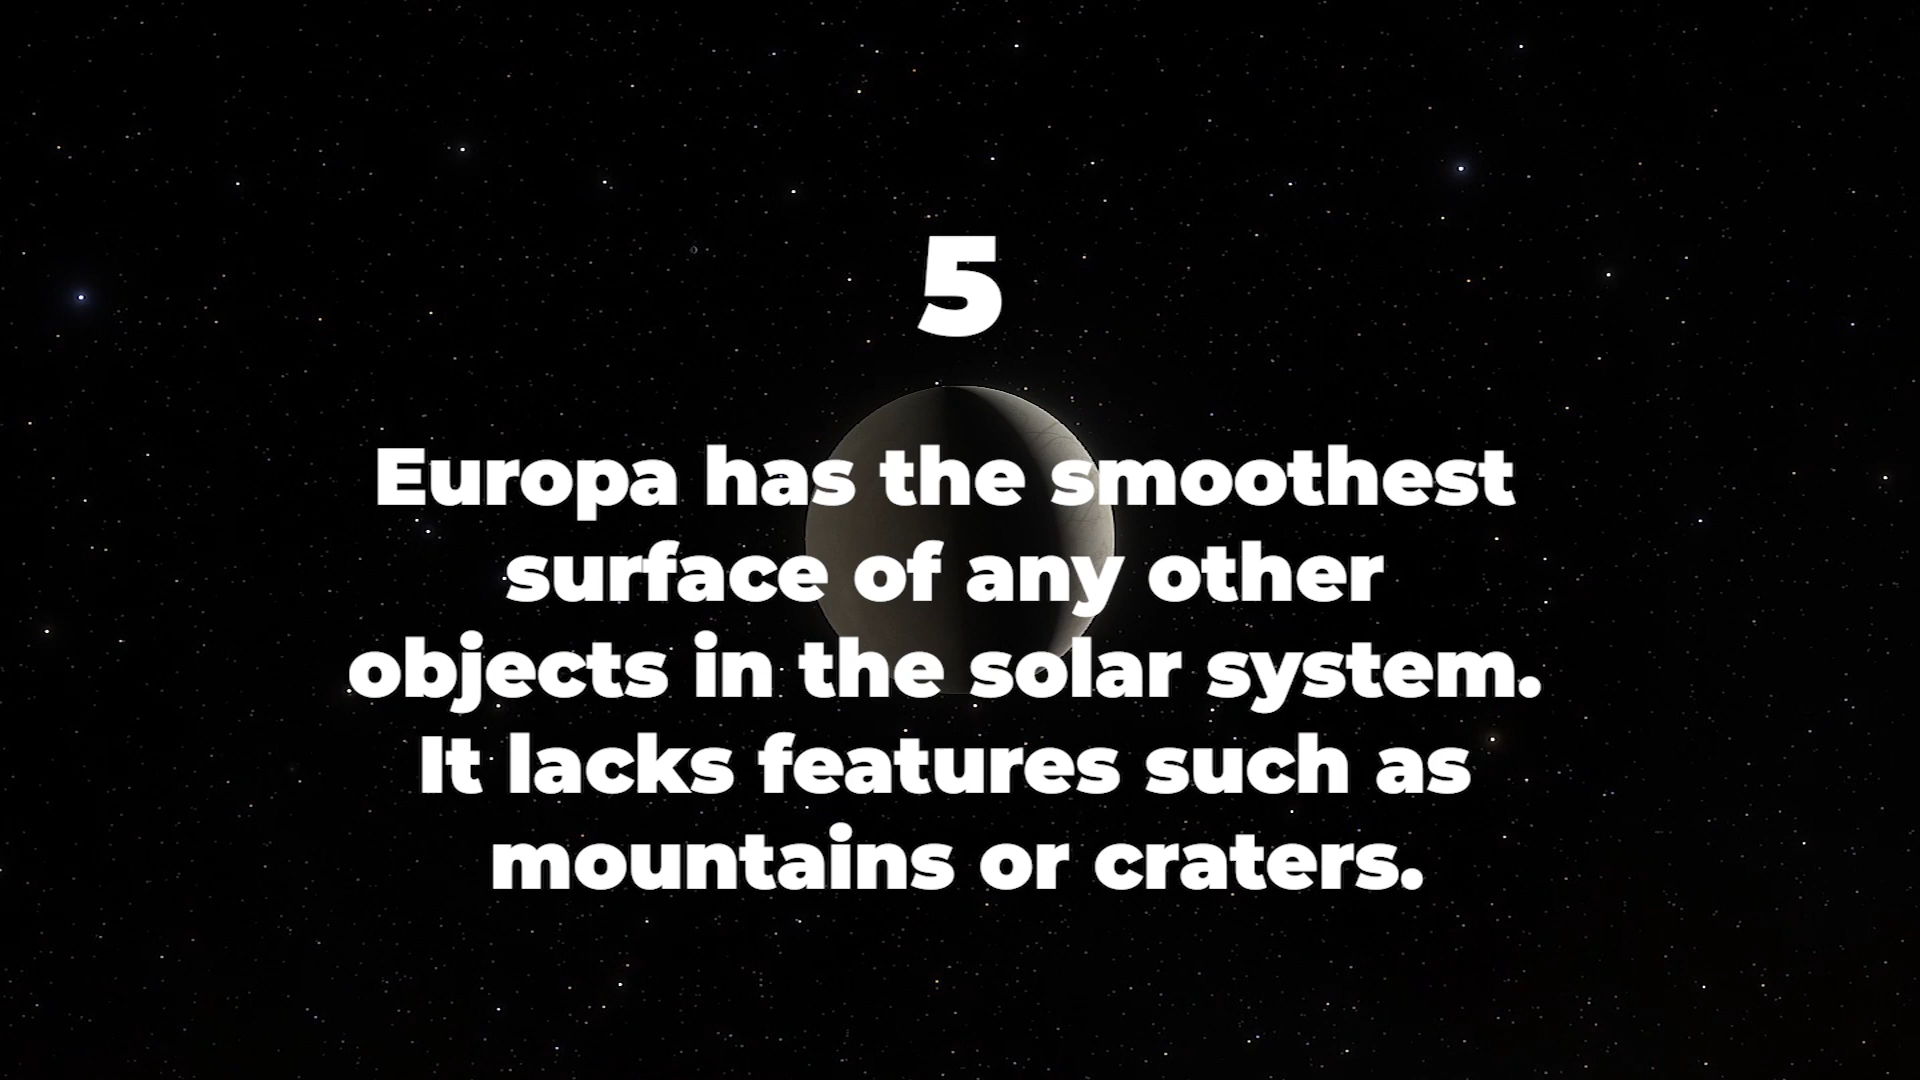 5
Europa has the smoothest
surface of any other
objects in the solar system.
It lacks features such as
mountains or craters.